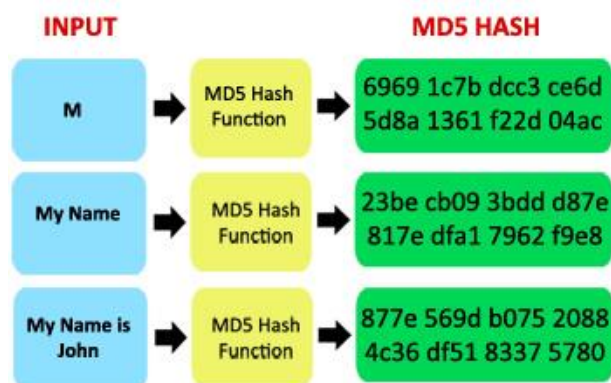 INPUT MD5 HASH
M
MD5 Hash
Function
6969 1c7b dcc3 ce6d
5d8a 1361 f22d 04ac
My Name
MD5 Hash
Function
23be cb09 3bdd d87e
817e dfa1 7962 f9e8
My Name is
John
MD5 Hash
Function
877e 569d b075 2088
4c36 df51 8337 5780